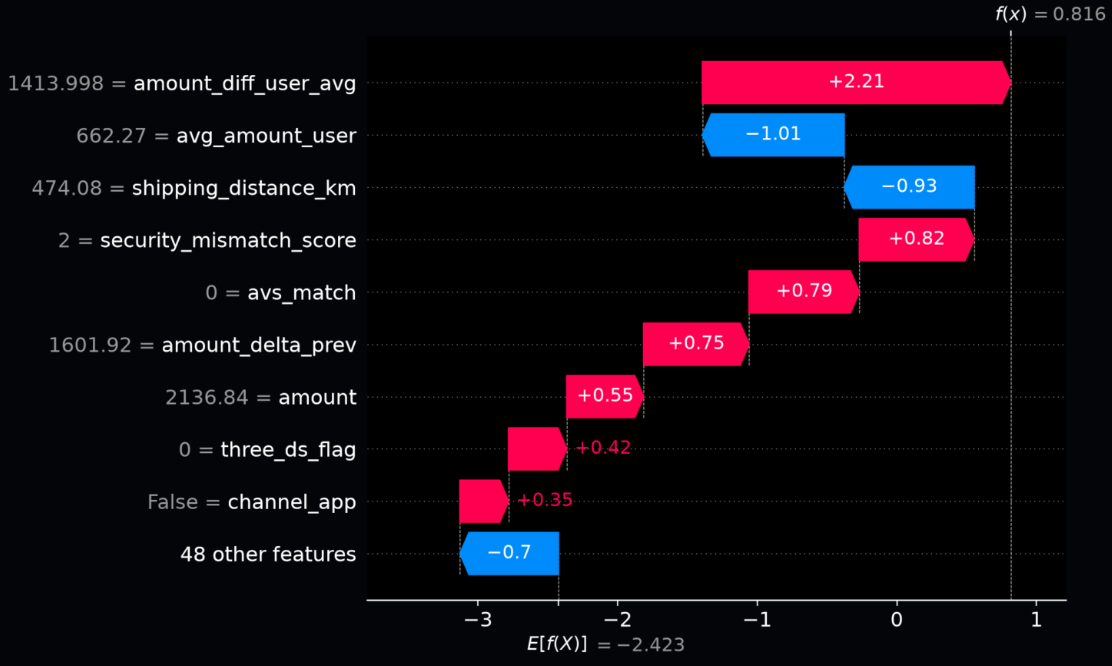 f(x) = 0.816
1413.998 = amount_diff_user_avg +2.21
662.27 = avg_amount_user −1.01
474.08 = shipping_distance_km −0.93
2 = security_mismatch_score +0.82
0 = avs_match +0.79
1601.92 = amount_delta_prev +0.75
2136.84 = amount +0.55
0 = three_ds_flag +0.42
False = channel_app +0.35
48 other features −0.7
−3 −2 −1 0 1
E[f(X)] = −2.423